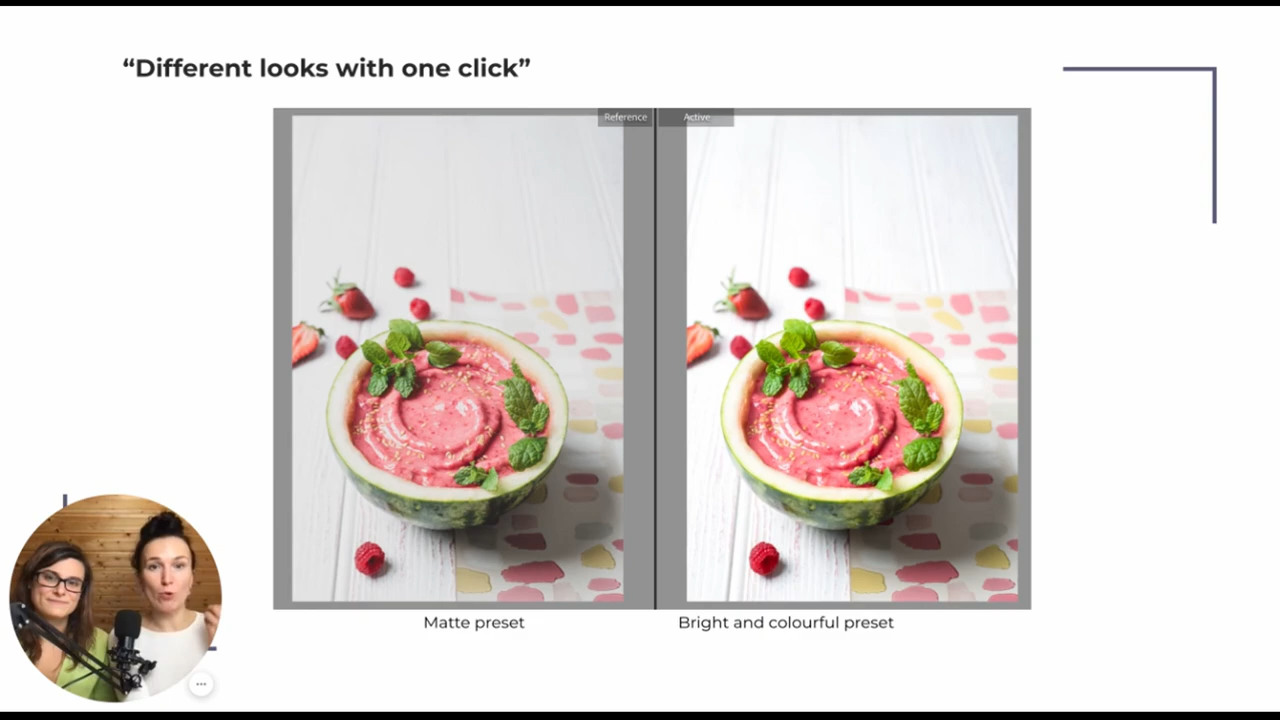 “Different looks with one click”
Reference
Active
Matte preset
Bright and colourful preset